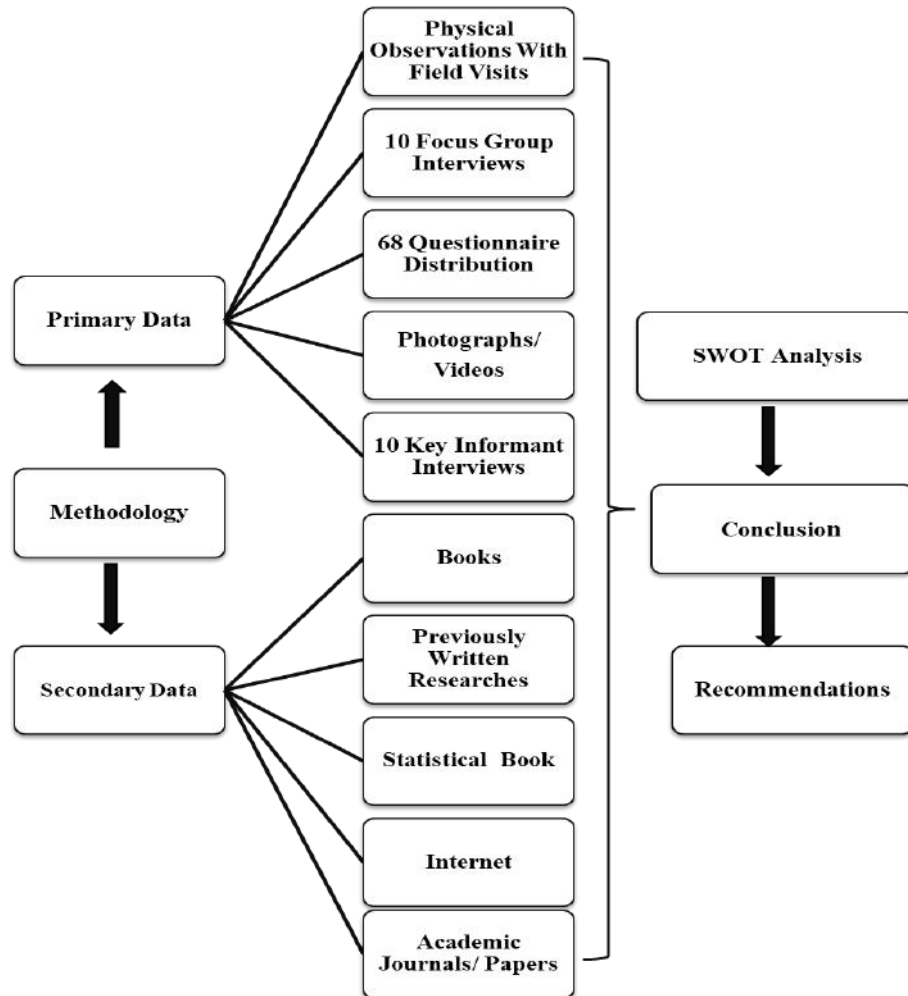 Physical
Observations With
Field Visits
10 Focus Group
Interviews
68 Questionnaire
Distribution
Primary Data
Photographs/
Videos
SWOT Analysis
10 Key Informant
Interviews
Methodology
Conclusion
Books
Previously
Written
Researches
Secondary Data
Recommendations
Statistical Book
Internet
Academic
Journals/ Papers